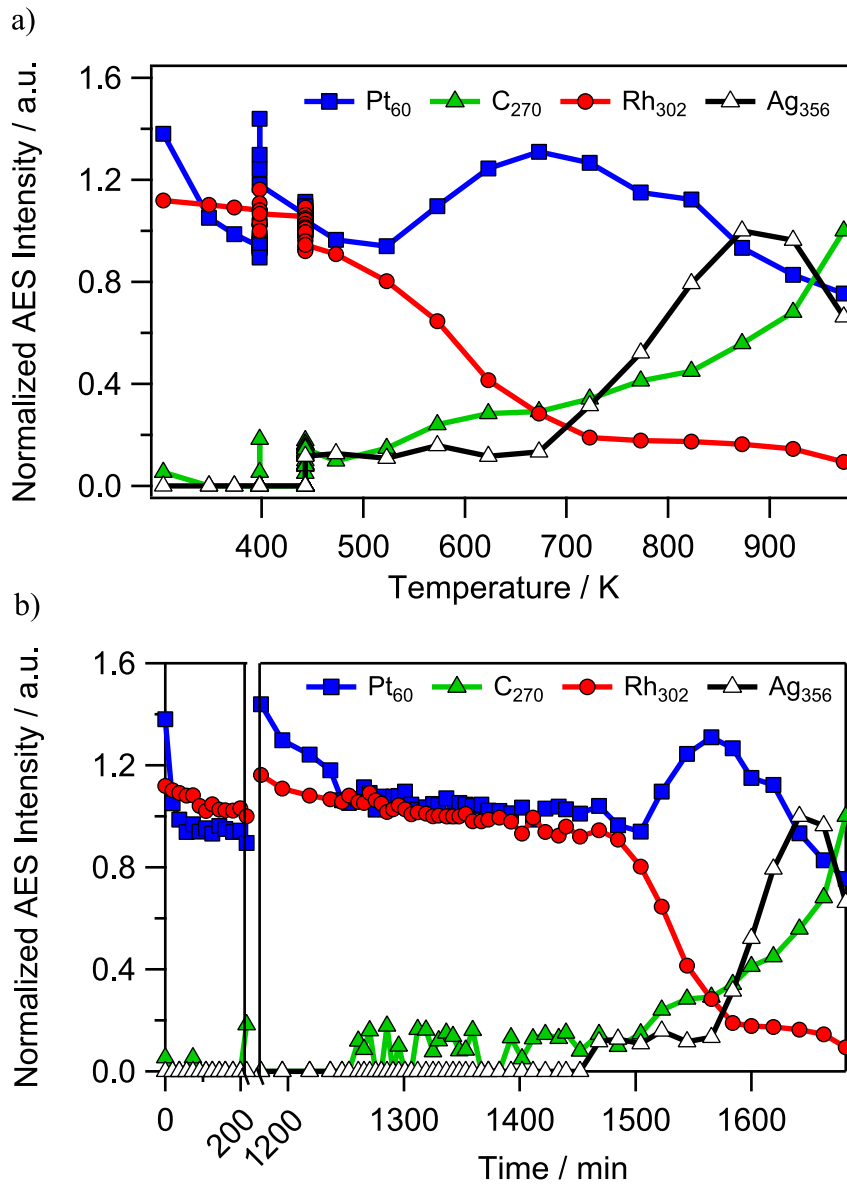 a)
Normalized AES Intensity / a.u.
1.6
1.2
0.8
0.4
0.0
Pt₆₀ C₂₇₀ Rh₃₀₂ Ag₃₅₆
400 500 600 700 800 900
Temperature / K
b)
Normalized AES Intensity / a.u.
1.6
1.2
0.8
0.4
0.0
Pt₆₀ C₂₇₀ Rh₃₀₂ Ag₃₅₆
0 200 1200 1300 1400 1500 1600
Time / min